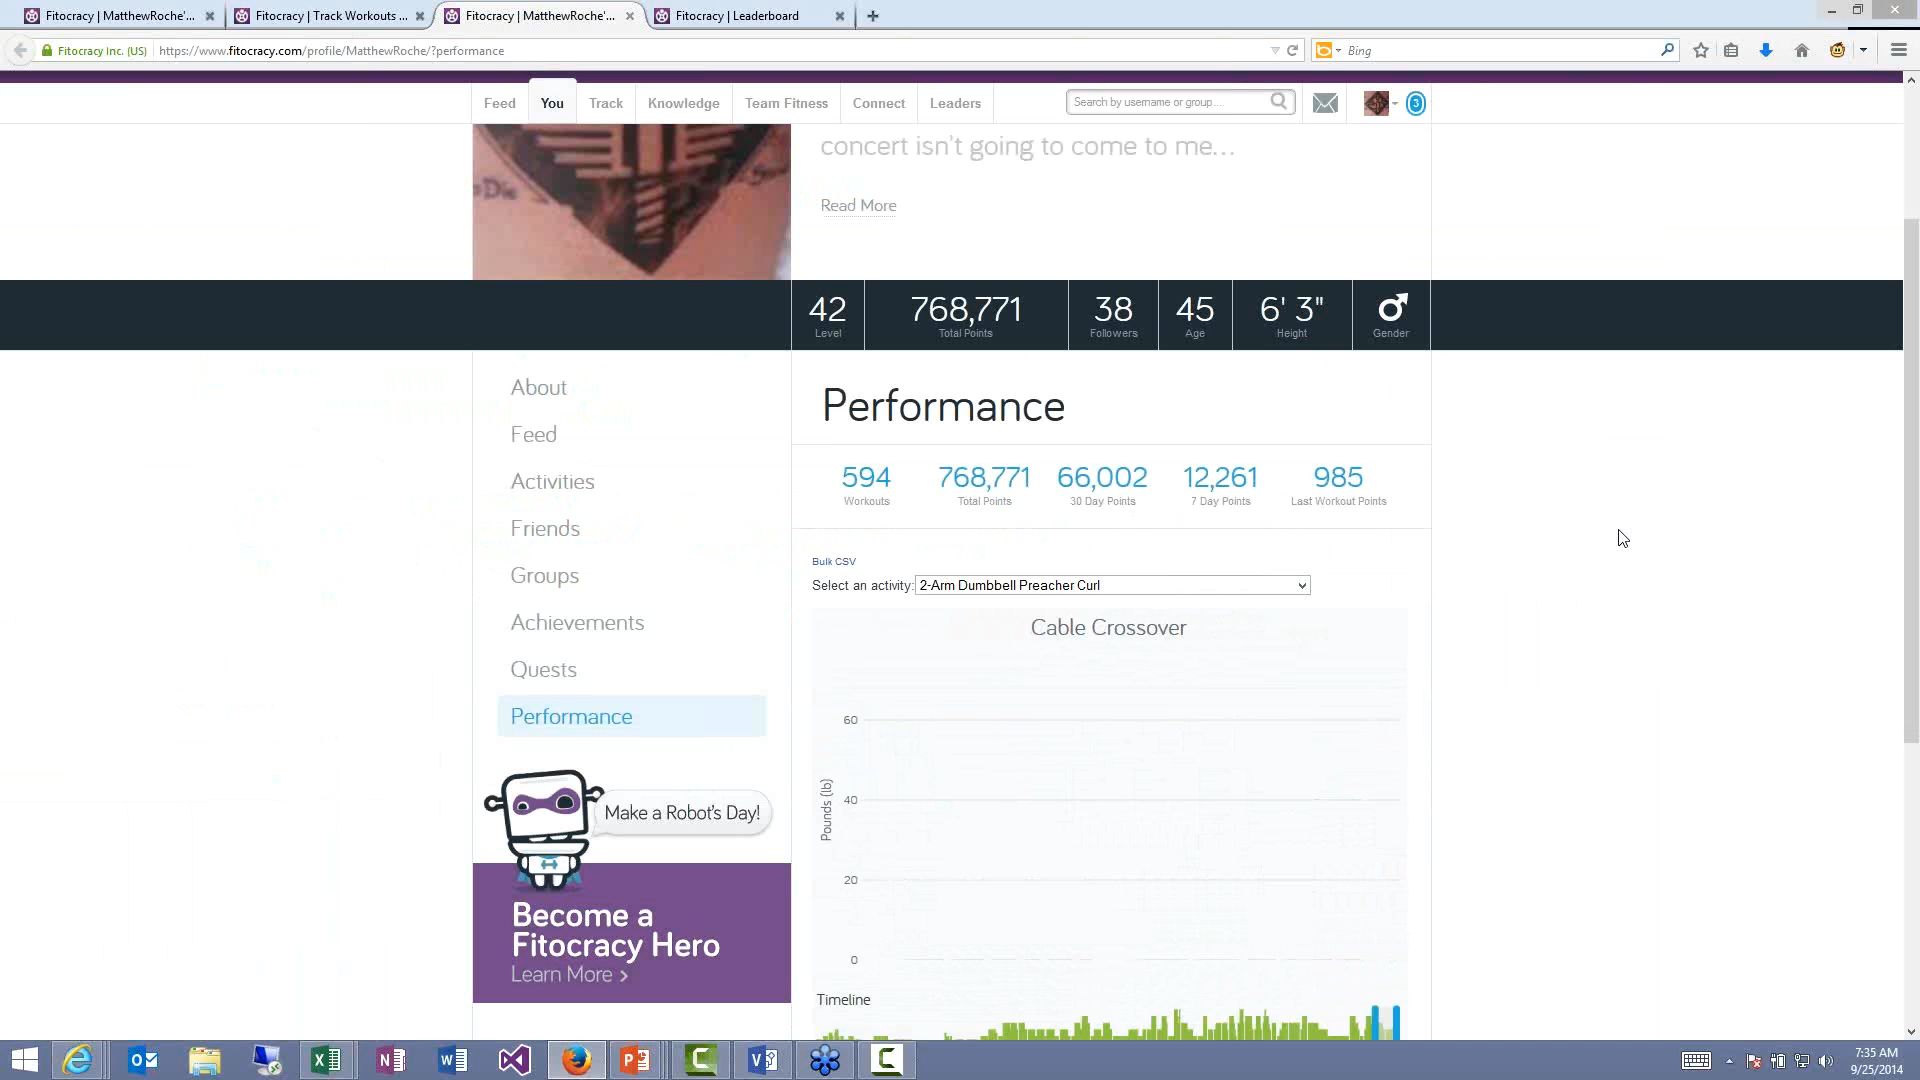 Fitocracy | MatthewRoche'...
Fitocracy | Track Workouts ...
Fitocracy | MatthewRoche'...
Fitocracy | Leaderboard
Fitocracy Inc. (US)
https://www.fitocracy.com/profile/MatthewRoche/?performance
Bing
Feed
You
Track
Knowledge
Team Fitness
Connect
Leaders
Search by username or group...
3
concert isn't going to come to me...
Read More
42
Level
768,771
Total Points
38
Followers
45
Age
6' 3"
Height
Gender
About
Feed
Activities
Friends
Groups
Achievements
Quests
Performance
Make a Robot's Day!
Become a
Fitocracy Hero
Learn More >
Performance
594
Workouts
768,771
Total Points
66,002
30 Day Points
12,261
7 Day Points
985
Last Workout Points
Bulk CSV
Select an activity: 2-Arm Dumbbell Preacher Curl
Cable Crossover
60
40
20
0
Pounds (lb)
Timeline
7:35 AM
9/25/2014